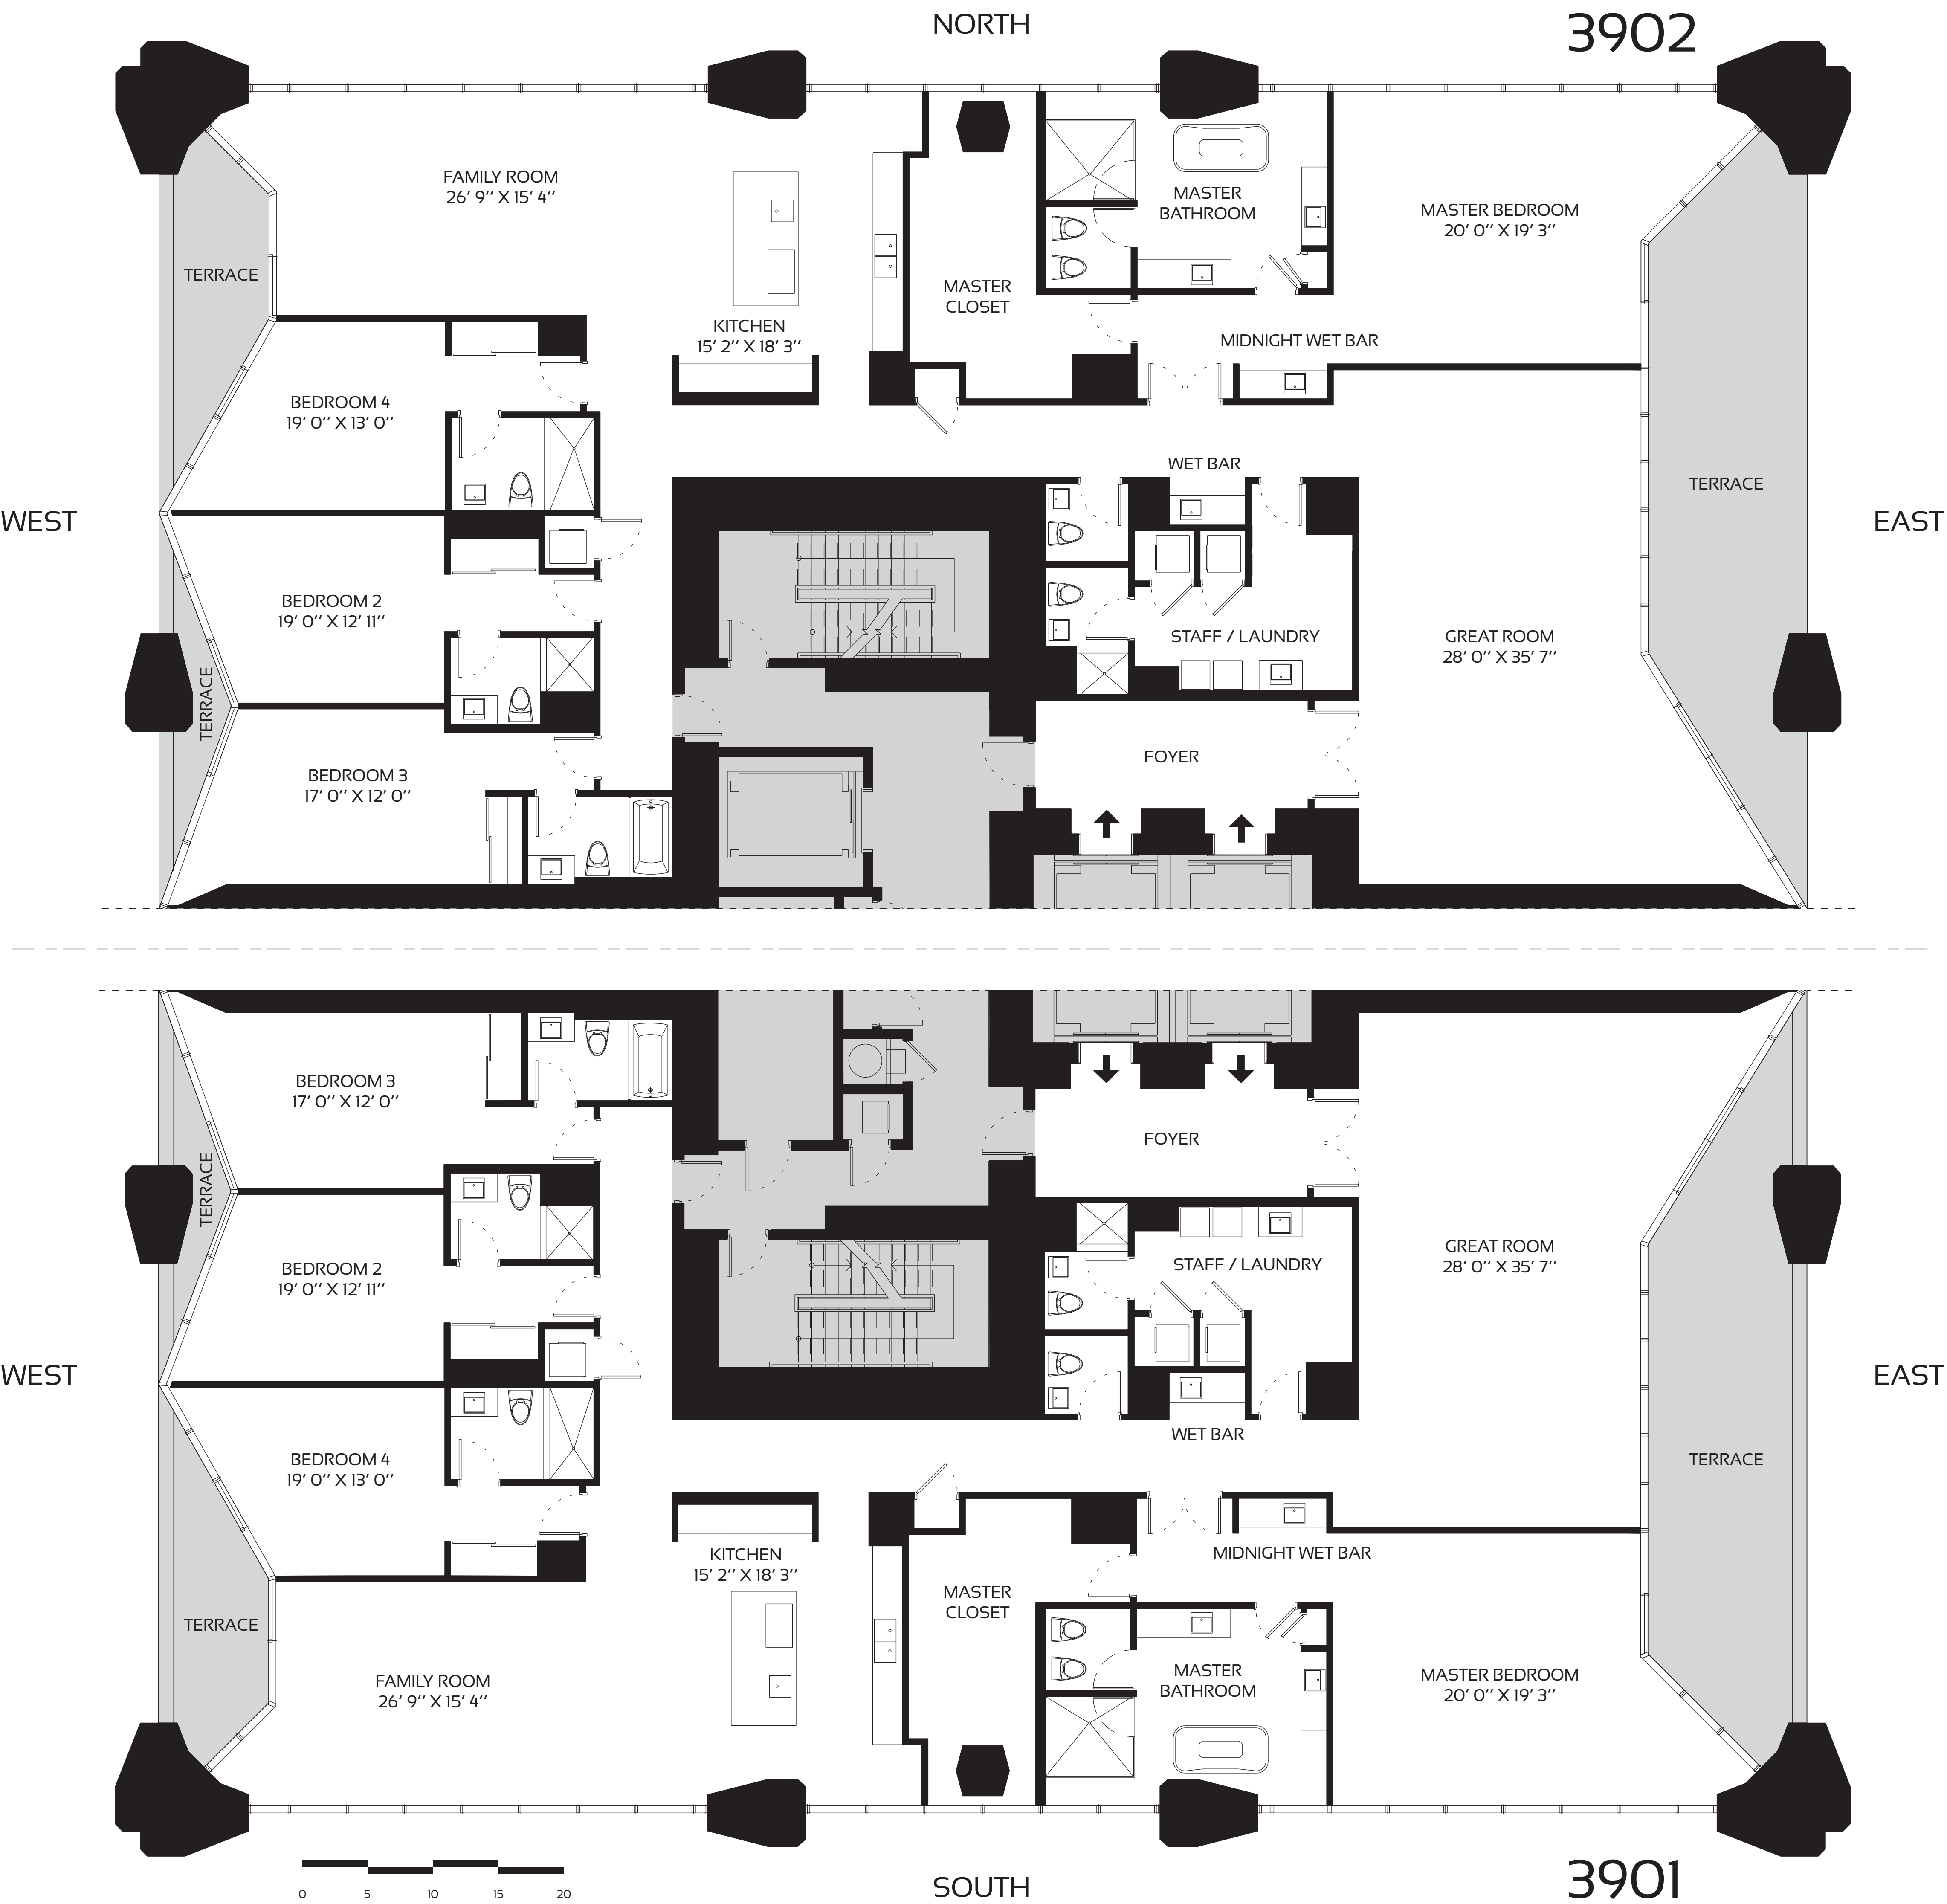 NORTH
3902
FAMILY ROOM
26' 9'' X 15' 4''
MASTER
BATHROOM
MASTER BEDROOM
20' 0'' X 19' 3''
TERRACE
MASTER
CLOSET
KITCHEN
15' 2'' X 18' 3''
MIDNIGHT WET BAR
BEDROOM 4
19' 0'' X 13' 0''
WET BAR
TERRACE
WEST
EAST
BEDROOM 2
19' 0'' X 12' 11''
STAFF / LAUNDRY
GREAT ROOM
28' 0'' X 35' 7''
TERRACE
FOYER
BEDROOM 3
17' 0'' X 12' 0''
BEDROOM 3
17' 0'' X 12' 0''
FOYER
TERRACE
BEDROOM 2
19' 0'' X 12' 11''
STAFF / LAUNDRY
GREAT ROOM
28' 0'' X 35' 7''
WEST
EAST
WET BAR
BEDROOM 4
19' 0'' X 13' 0''
TERRACE
KITCHEN
15' 2'' X 18' 3''
MIDNIGHT WET BAR
MASTER
CLOSET
TERRACE
FAMILY ROOM
26' 9'' X 15' 4''
MASTER
BATHROOM
MASTER BEDROOM
20' 0'' X 19' 3''
0 5 10 15 20
SOUTH
3901